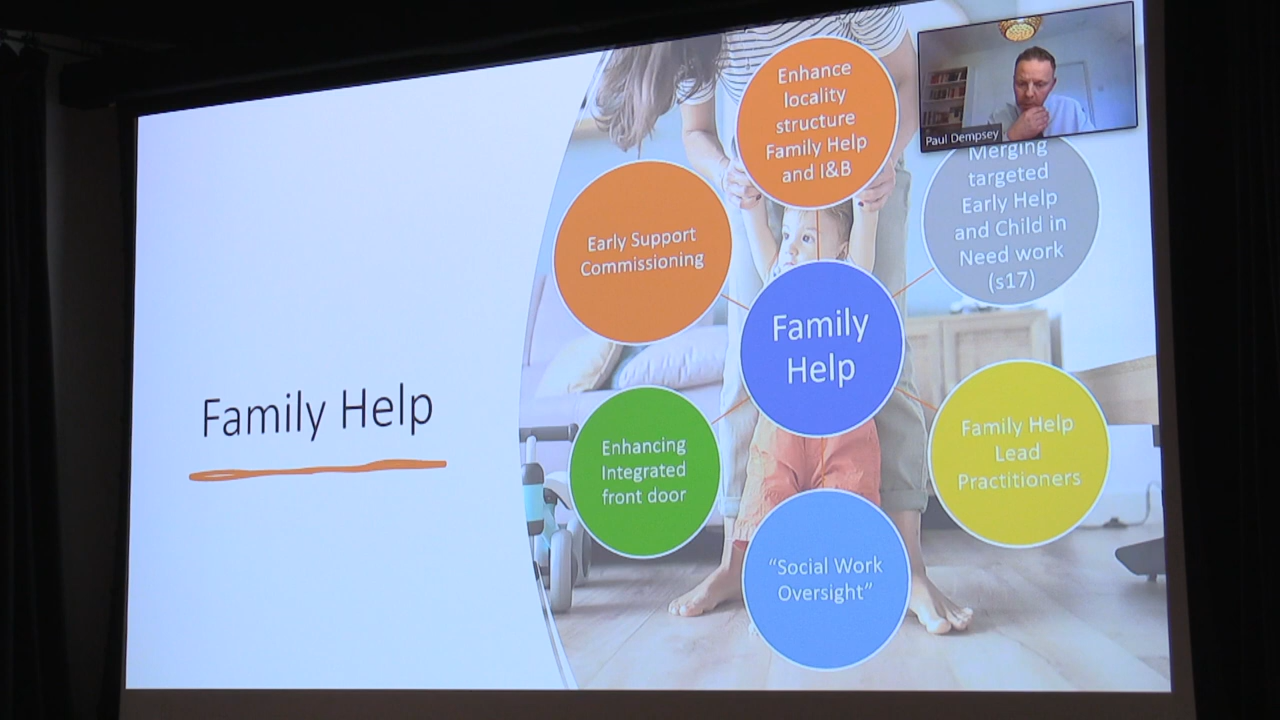 Family Help
Enhance
locality
structure
Family Help
and I&B
Paul Dempsey
Merging
targeted
Early Help
and Child in
Need work
(s17)
Early Support
Commissioning
Family
Help
Enhancing
Integrated
front door
Family Help
Lead
Practitioners
“Social Work
Oversight”